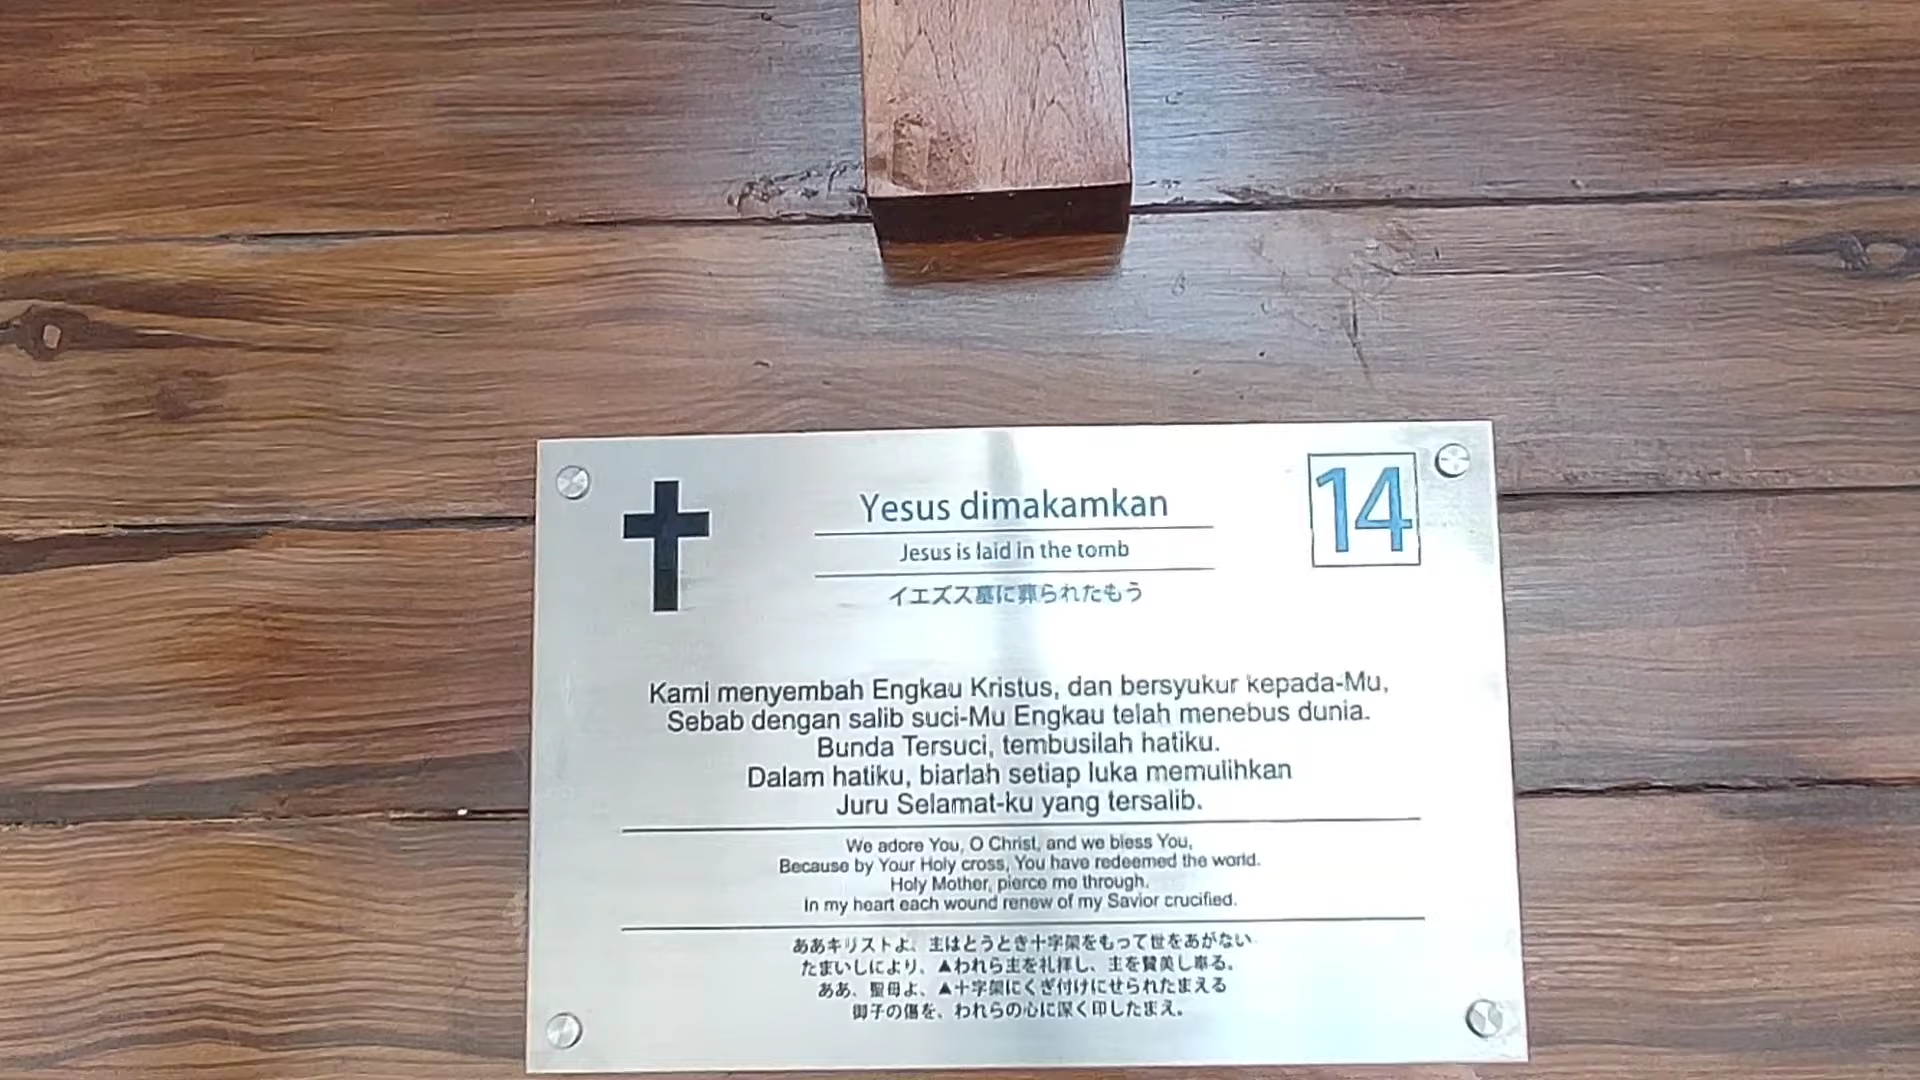 Yesus dimakamkan
14
Jesus is laid in the tomb
イエズス墓に葬られたもう
Kami menyembah Engkau Kristus, dan bersyukur kepada-Mu,
Sebab dengan salib suci-Mu Engkau telah menebus dunia.
Bunda Tersuci, tembusilah hatiku.
Dalam hatiku, biarlah setiap luka memulihkan
Juru Selamat-ku yang tersalib.
We adore You, O Christ, and we bless You,
Because by Your Holy cross, You have redeemed the world.
Holy Mother, pierce me through.
In my heart each wound renew of my Savior crucified.
ああキリストよ、主はとうとき十字架をもって世をあがない
たまいしにより、▲われら主を礼拝し、主を賛美し奉る。
ああ、聖母よ、▲十字架にくぎ付けにせられたまえる
御子の傷を、われらの心に深く印したまえ。